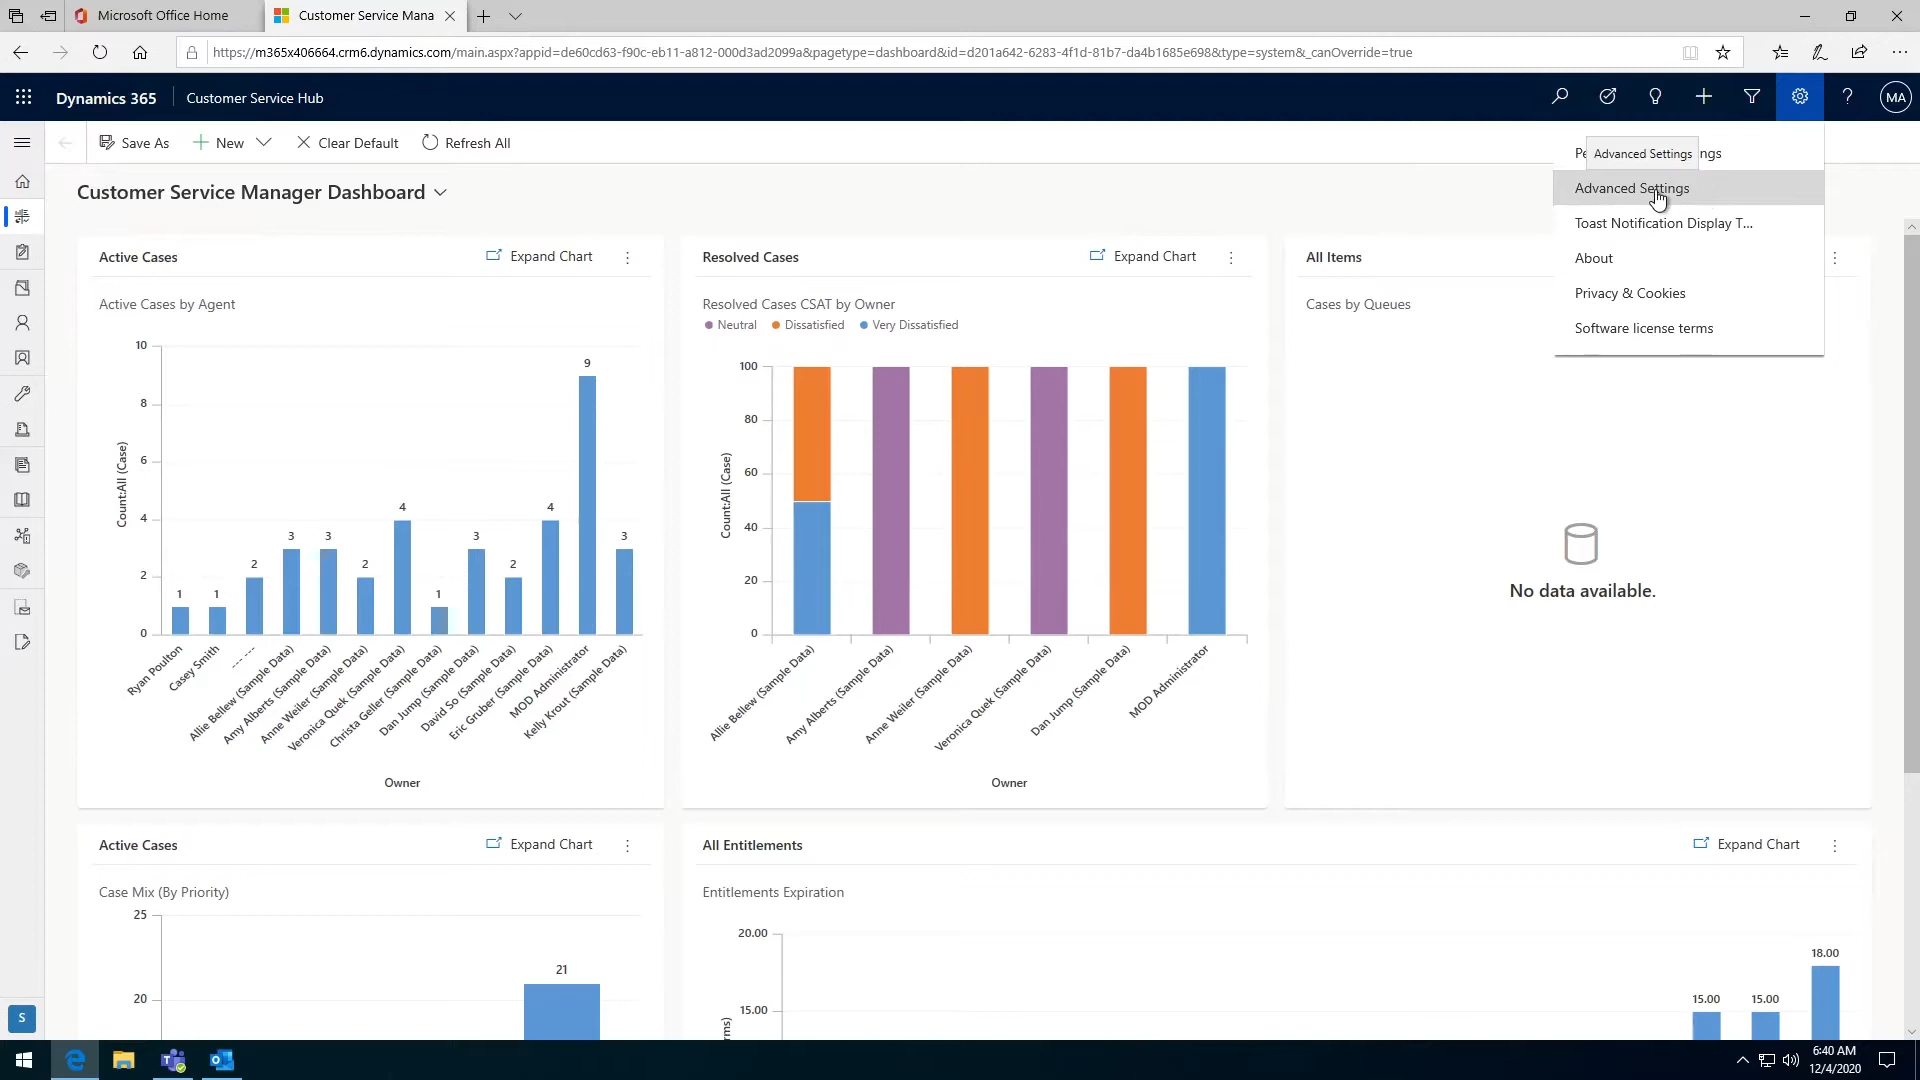 Microsoft Office Home
Customer Service Mana
https://m365x406664.crm6.dynamics.com/main.aspx?appid=de60cd63-f90c-eb11-a812-000d3ad2099a&pagetype=dashboard&id=d201a642-6283-4f1d-81b7-da4b1685e698&type=system&_canOverride=true
Dynamics 365
Customer Service Hub
MA
Save As
New
Clear Default
Refresh All
Pe
Advanced Settings
ngs
Advanced Settings
Toast Notification Display T...
About
Privacy & Cookies
Software license terms
Customer Service Manager Dashboard
Active Cases
Expand Chart
Active Cases by Agent
10
8
6
4
2
0
Count:All (Case)
1
1
2
3
3
2
4
1
3
2
4
9
3
Ryan Poulton
Casey Smith
-- -- --
Allie Bellew (Sample Data)
Amy Alberts (Sample Data)
Anne Weiler (Sample Data)
Veronica Quek (Sample Data)
Christa Geller (Sample Data)
Dan Jump (Sample Data)
David So (Sample Data)
Eric Gruber (Sample Data)
MOD Administrator
Kelly Krout (Sample Data)
Owner
Resolved Cases
Expand Chart
Resolved Cases CSAT by Owner
Neutral
Dissatisfied
Very Dissatisfied
100
80
60
40
20
0
Count:All (Case)
Allie Bellew (Sample Data)
Amy Alberts (Sample Data)
Anne Weiler (Sample Data)
Veronica Quek (Sample Data)
Dan Jump (Sample Data)
MOD Administrator
Owner
All Items
Cases by Queues
No data available.
Active Cases
Expand Chart
Case Mix (By Priority)
25
20
21
All Entitlements
Expand Chart
Entitlements Expiration
20.00
15.00
rms)
15.00
15.00
18.00
S
6:40 AM
12/4/2020